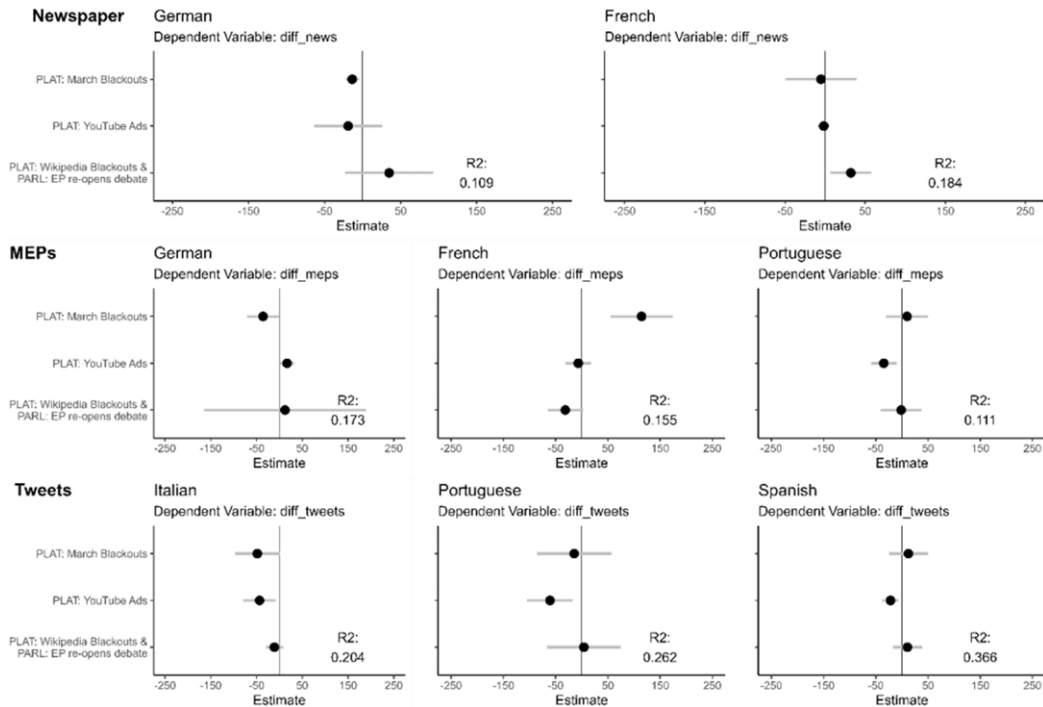 Newspaper
German
Dependent Variable: diff_news
PLAT: March Blackouts
PLAT: YouTube Ads
PLAT: Wikipedia Blackouts &
PARL: EP re-opens debate
R2:
0.109
-250 -150 -50 50 150 250
Estimate
French
Dependent Variable: diff_news
R2:
0.184
-250 -150 -50 50 150 250
Estimate
MEPs
German
Dependent Variable: diff_meps
PLAT: March Blackouts
PLAT: YouTube Ads
PLAT: Wikipedia Blackouts &
PARL: EP re-opens debate
R2:
0.173
-250 -150 -50 50 150 250
Estimate
French
Dependent Variable: diff_meps
R2:
0.155
-250 -150 -50 50 150 250
Estimate
Portuguese
Dependent Variable: diff_meps
R2:
0.111
-250 -150 -50 50 150 250
Estimate
Tweets
Italian
Dependent Variable: diff_tweets
PLAT: March Blackouts
PLAT: YouTube Ads
PLAT: Wikipedia Blackouts &
PARL: EP re-opens debate
R2:
0.204
-250 -150 -50 50 150 250
Estimate
Portuguese
Dependent Variable: diff_tweets
R2:
0.262
-250 -150 -50 50 150 250
Estimate
Spanish
Dependent Variable: diff_tweets
R2:
0.366
-250 -150 -50 50 150 250
Estimate